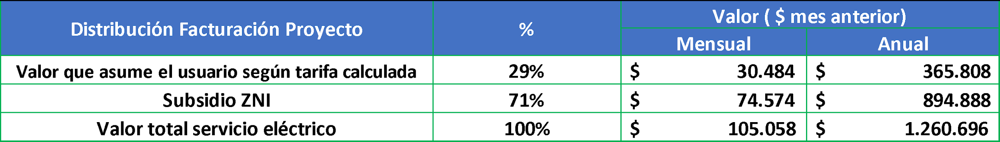 Distribución Facturación Proyecto % Valor ( $ mes anterior)
Mensual Anual
Valor que asume el usuario según tarifa calculada 29% $ 30.484 $ 365.808
Subsidio ZNI 71% $ 74.574 $ 894.888
Valor total servicio eléctrico 100% $ 105.058 $ 1.260.696